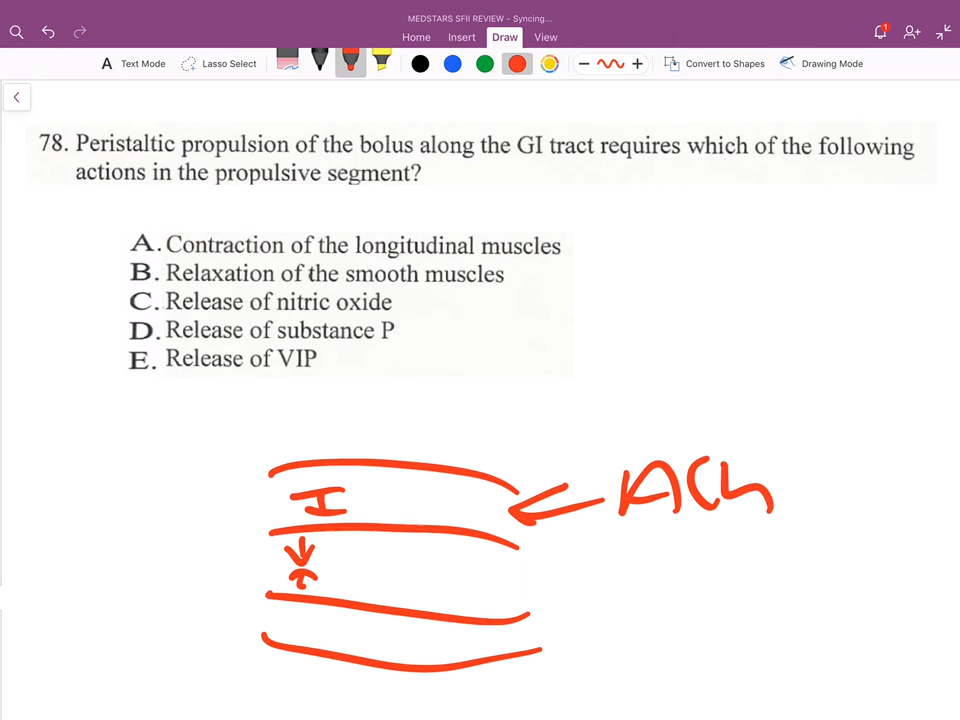 MEDSTARS SFII REVIEW - Syncing...
Home Insert Draw View
1
A Text Mode Lasso Select Convert to Shapes Drawing Mode
78. Peristaltic propulsion of the bolus along the GI tract requires which of the following
actions in the propulsive segment?
A. Contraction of the longitudinal muscles
B. Relaxation of the smooth muscles
C. Release of nitric oxide
D. Release of substance P
E. Release of VIP
I
ACh